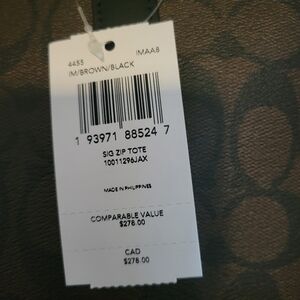 4455 IMAAB
IM/BROWN/BLACK
1 93971 88524 7
SIG ZIP TOTE
10011296JAX
MADE IN PHILIPPINES
COMPARABLE VALUE
$278.00
CAD
$278.00